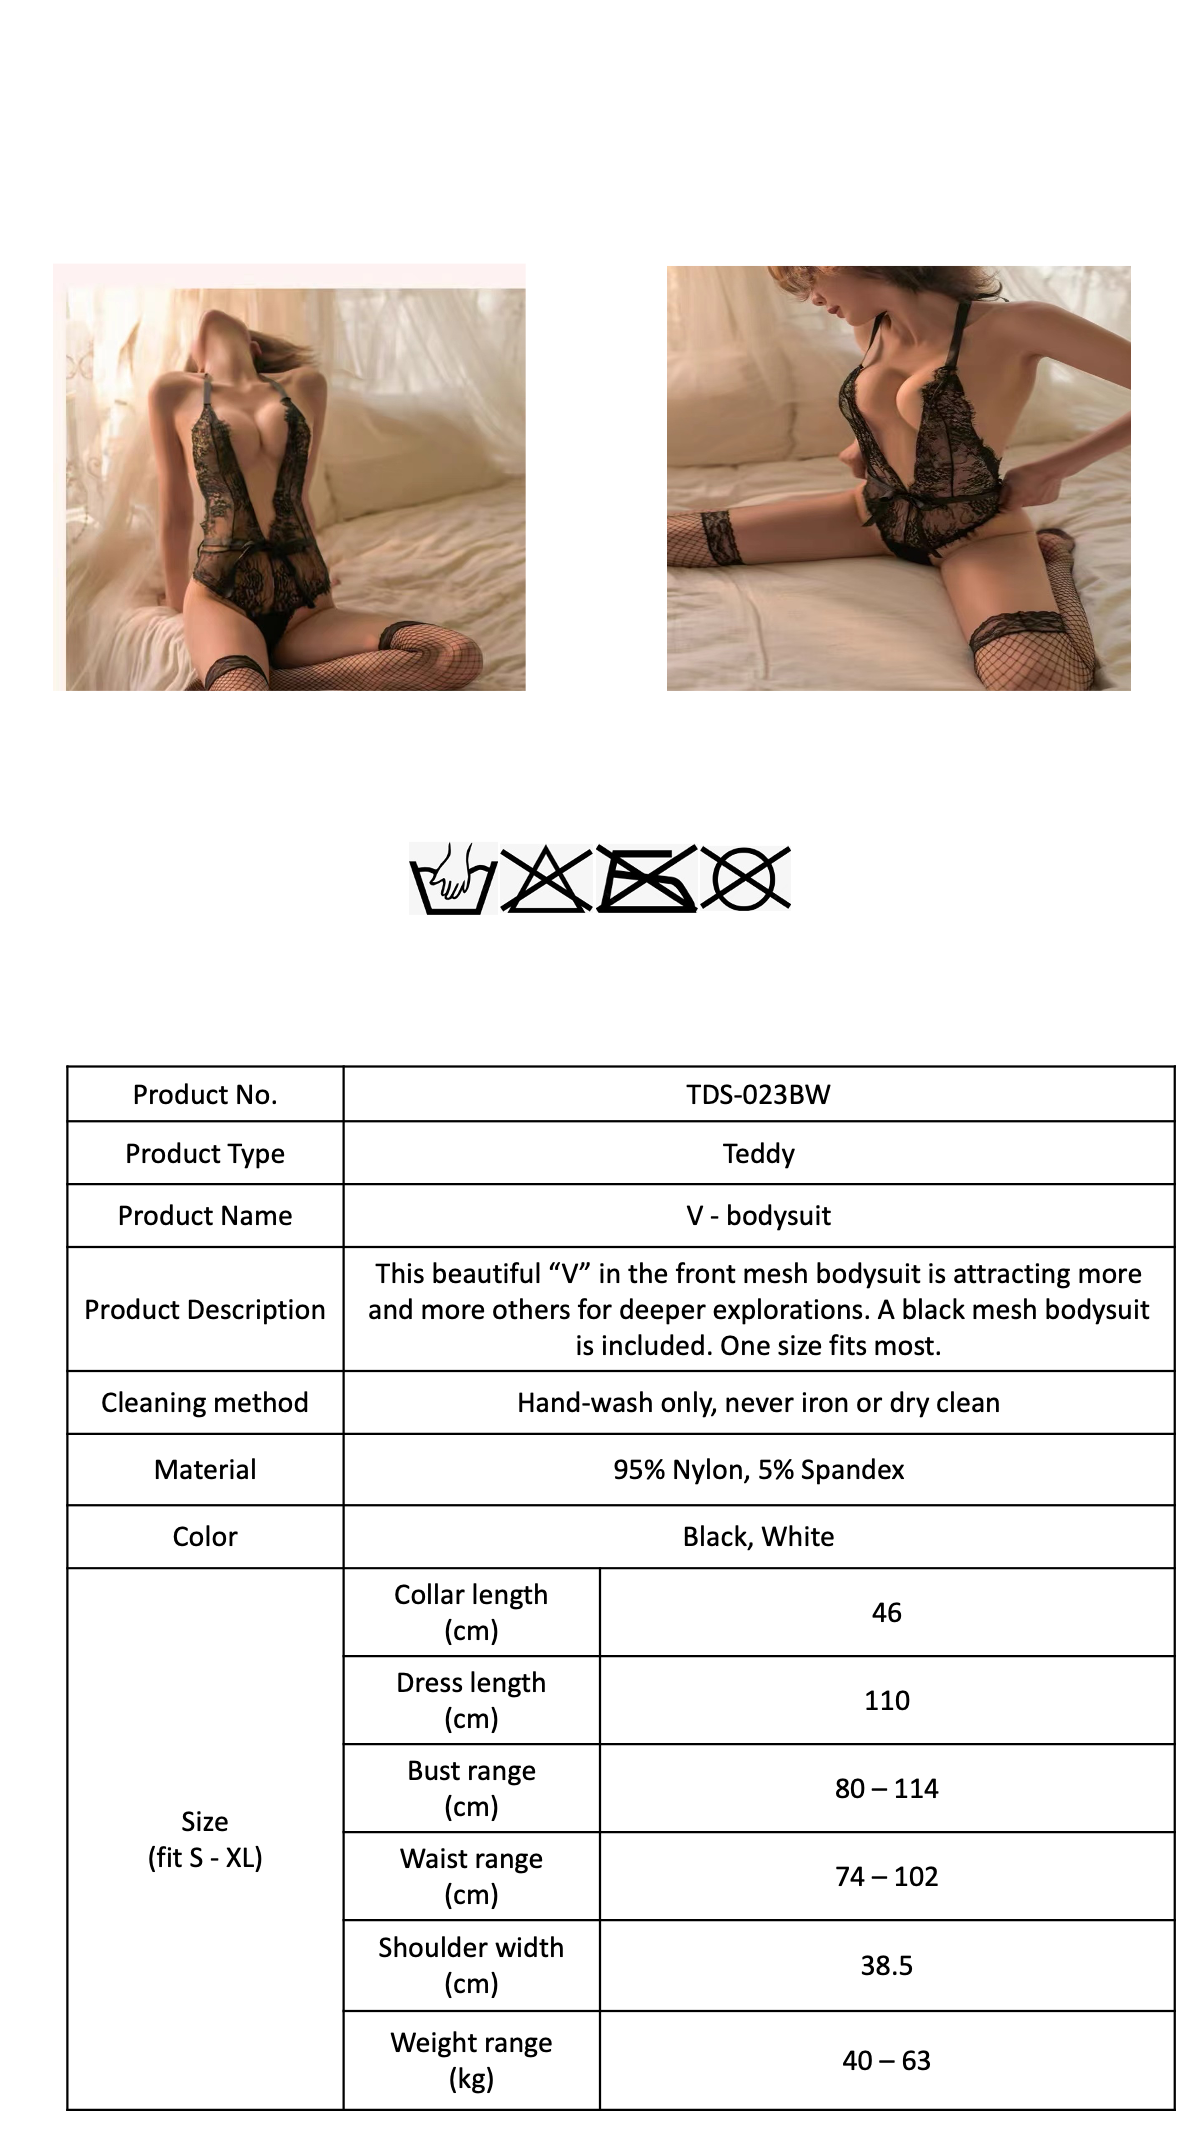 Product No.
TDS-023BW
Product Type
Teddy
Product Name
V - bodysuit
Product Description
This beautiful “V” in the front mesh bodysuit is attracting more
and more others for deeper explorations. A black mesh bodysuit
is included. One size fits most.
Cleaning method
Hand-wash only, never iron or dry clean
Material
95% Nylon, 5% Spandex
Color
Black, White
Size
(fit S - XL)
Collar length
(cm)
46
Dress length
(cm)
110
Bust range
(cm)
80 – 114
Waist range
(cm)
74 – 102
Shoulder width
(cm)
38.5
Weight range
(kg)
40 – 63